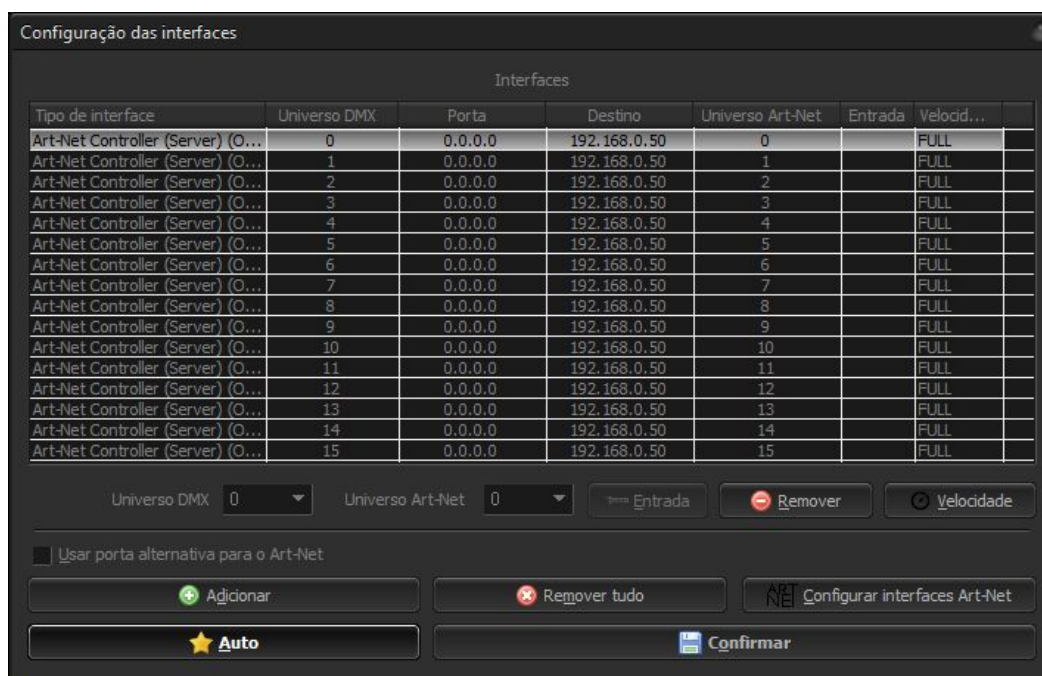 Configuração das interfaces
Interfaces
Tipo de interface Universo DMX Porta Destino Universo Art-Net Entrada Velocid...
Art-Net Controller (Server) (O... 0 0.0.0.0 192.168.0.50 0 FULL
Art-Net Controller (Server) (O... 1 0.0.0.0 192.168.0.50 1 FULL
Art-Net Controller (Server) (O... 2 0.0.0.0 192.168.0.50 2 FULL
Art-Net Controller (Server) (O... 3 0.0.0.0 192.168.0.50 3 FULL
Art-Net Controller (Server) (O... 4 0.0.0.0 192.168.0.50 4 FULL
Art-Net Controller (Server) (O... 5 0.0.0.0 192.168.0.50 5 FULL
Art-Net Controller (Server) (O... 6 0.0.0.0 192.168.0.50 6 FULL
Art-Net Controller (Server) (O... 7 0.0.0.0 192.168.0.50 7 FULL
Art-Net Controller (Server) (O... 8 0.0.0.0 192.168.0.50 8 FULL
Art-Net Controller (Server) (O... 9 0.0.0.0 192.168.0.50 9 FULL
Art-Net Controller (Server) (O... 10 0.0.0.0 192.168.0.50 10 FULL
Art-Net Controller (Server) (O... 11 0.0.0.0 192.168.0.50 11 FULL
Art-Net Controller (Server) (O... 12 0.0.0.0 192.168.0.50 12 FULL
Art-Net Controller (Server) (O... 13 0.0.0.0 192.168.0.50 13 FULL
Art-Net Controller (Server) (O... 14 0.0.0.0 192.168.0.50 14 FULL
Art-Net Controller (Server) (O... 15 0.0.0.0 192.168.0.50 15 FULL
Universo DMX 0 Universo Art-Net 0 Entrada Remover Velocidade
Usar porta alternativa para o Art-Net
Adicionar Remover tudo ART NET Configurar interfaces Art-Net
Auto Confirmar